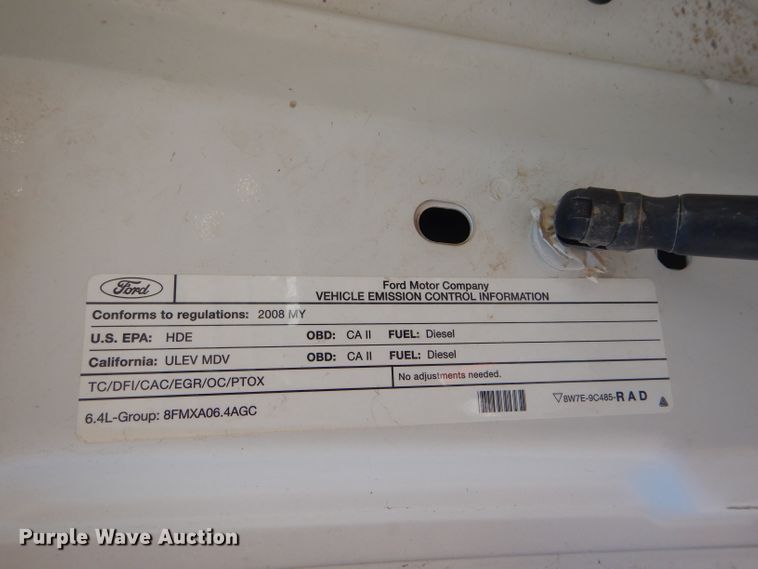 Ford
Ford Motor Company
VEHICLE EMISSION CONTROL INFORMATION
Conforms to regulations: 2008 MY
U.S. EPA: HDE OBD: CA II FUEL: Diesel
California: ULEV MDV OBD: CA II FUEL: Diesel
TC/DFI/CAC/EGR/OC/PTOX No adjustments needed.
6.4L-Group: 8FMXA06.4AGC ▽8W7E-9C485-RAD
Purple Wave Auction